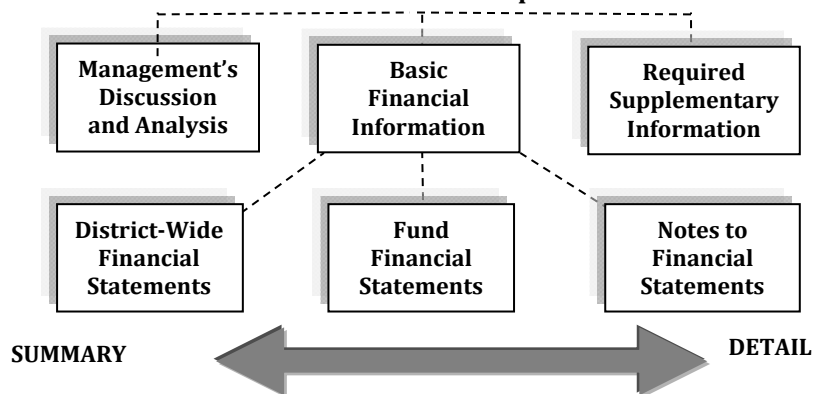 Management's
Discussion
and Analysis
Basic
Financial
Information
Required
Supplementary
Information
District-Wide
Financial
Statements
Fund
Financial
Statements
Notes to
Financial
Statements
SUMMARY
DETAIL